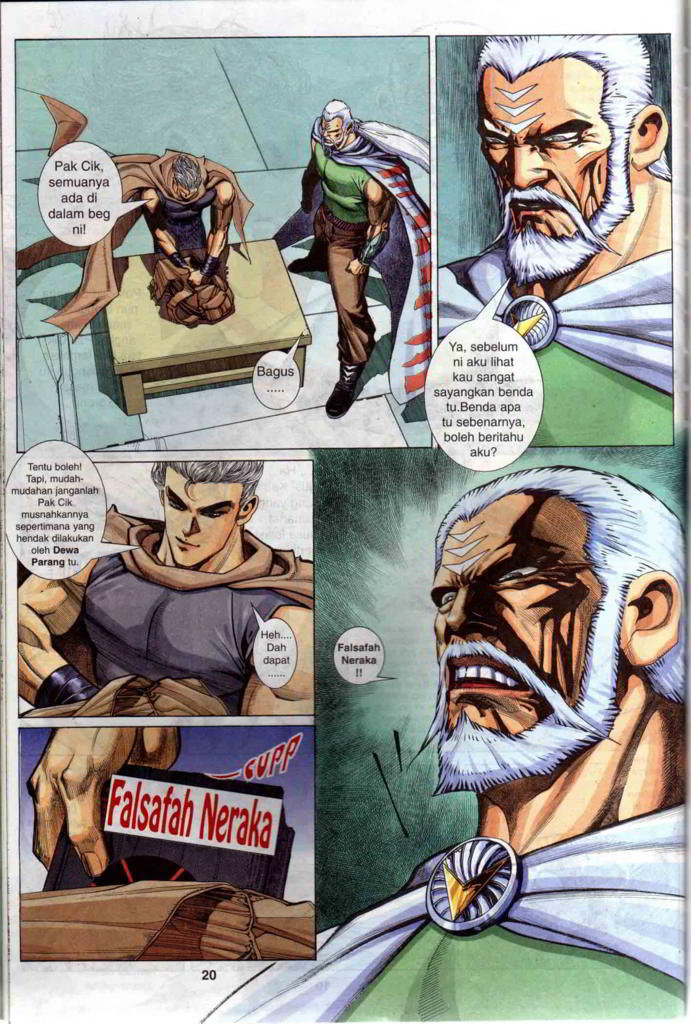 Pak Cik,
semuanya
ada di
dalam beg
ni!
Bagus
.....
Ya, sebelum
ni aku lihat
kau sangat
sayangkan benda
tu.Benda apa
tu sebenarnya,
boleh beritahu
aku?
Tentu boleh!
Tapi, mudah-
mudahan janganlah
Pak Cik
musnahkannya
sepertimana yang
hendak dilakukan
oleh Dewa
Parang tu.
Heh....
Dah
dapat
......
Falsafah
Neraka
!!
CUPP
Falsafah Neraka
20